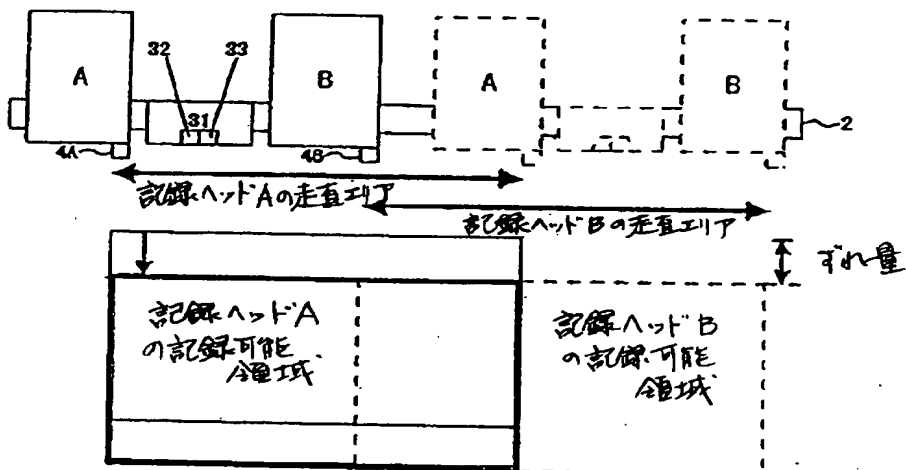 32 33
A B A B
31
2
4A 4B
記録ヘッドAの走査エリア
記録ヘッドBの走査エリア
ずれ量
記録ヘッドA
の記録可能
領域
記録ヘッドB
の記録可能
領域